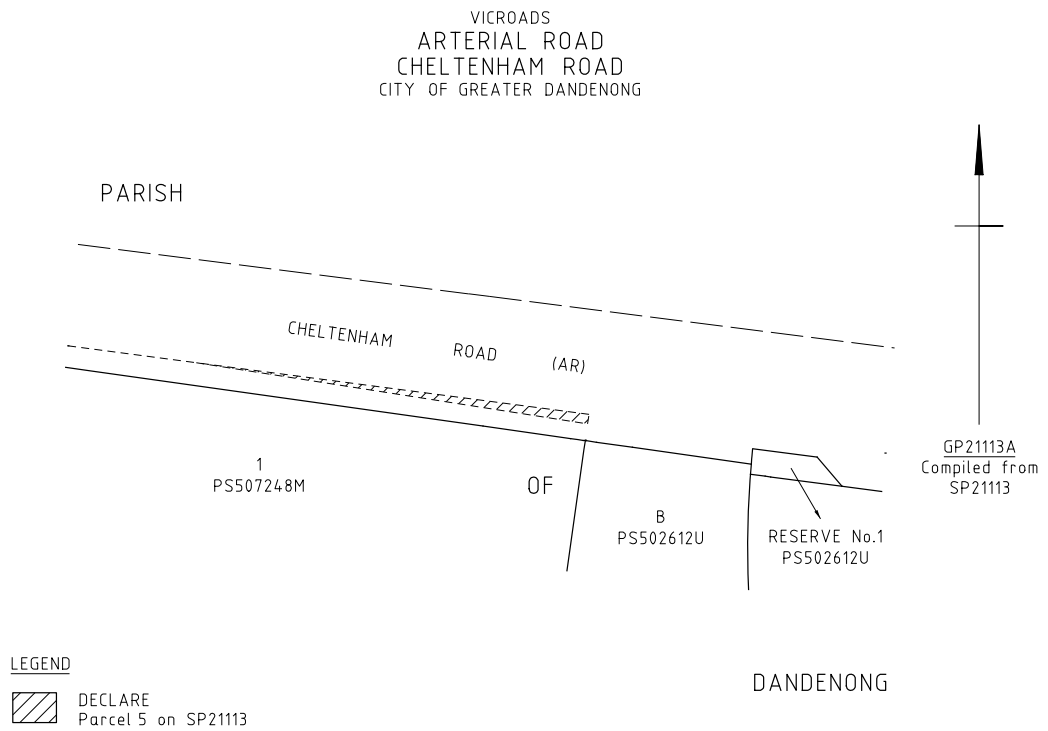 VICROADS
ARTERIAL ROAD
CHELTENHAM ROAD
CITY OF GREATER DANDENONG
PARISH
CHELTENHAM ROAD (AR)
GP21113A
Compiled from
SP21113
1
PS507248M
OF
B
PS502612U
RESERVE No.1
PS502612U
LEGEND
DECLARE
Parcel 5 on SP21113
DANDENONG